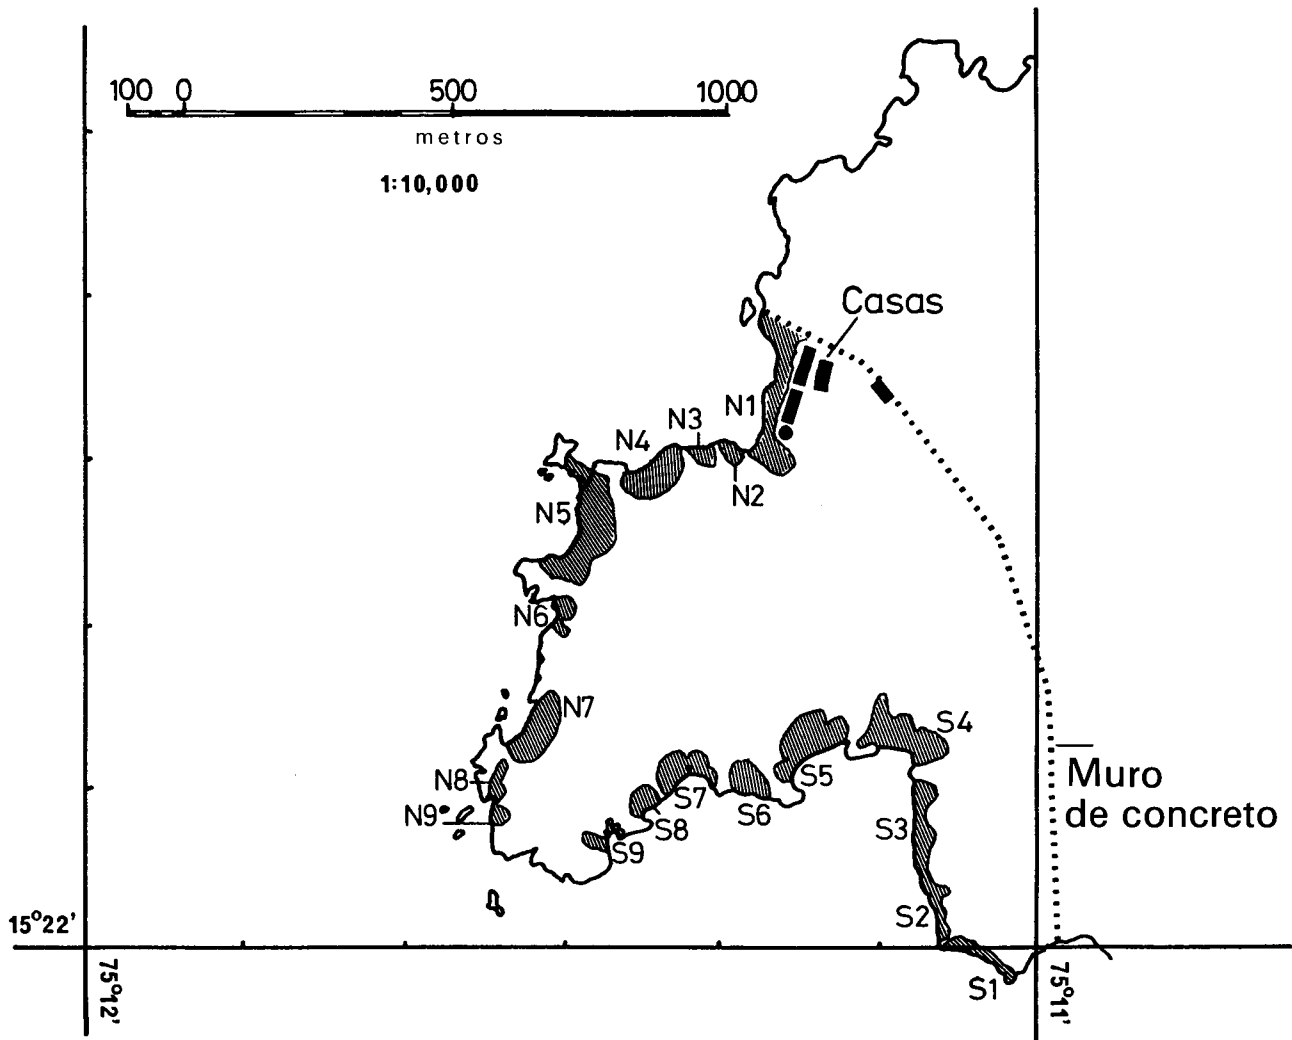 100 0 500 1000
metros
1:10,000
Casas
N1
N3
N4
N2
N5
N6
N7
S4
S5
Muro
de concreto
N8
S7
S6
N9
S8
S3
S9
S2
15°22'
S1
75°12'
75°11'